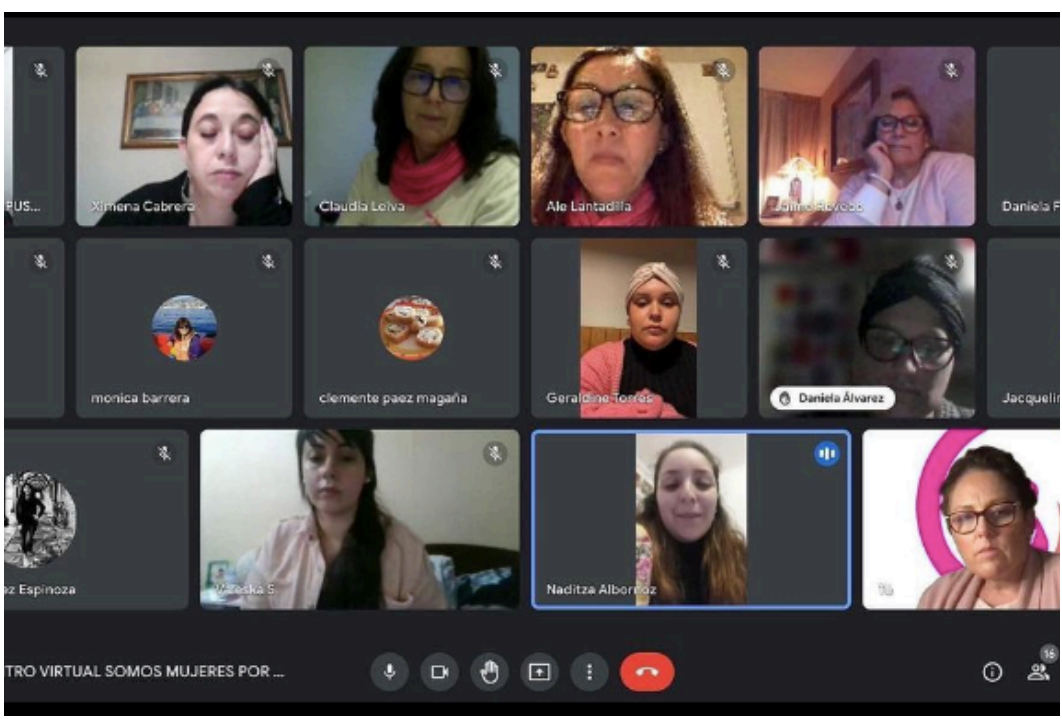 PUS...
Ximena Cabrera
Claudia Leiva
Ale Lantadilla
Daniela F
monica barrera
clemente paez magaña
Geraldine Torres
Daniela Álvarez
Jacquelin
ez Espinoza
Naditza Albornoz
Tú
TRO VIRTUAL SOMOS MUJERES POR ...
16